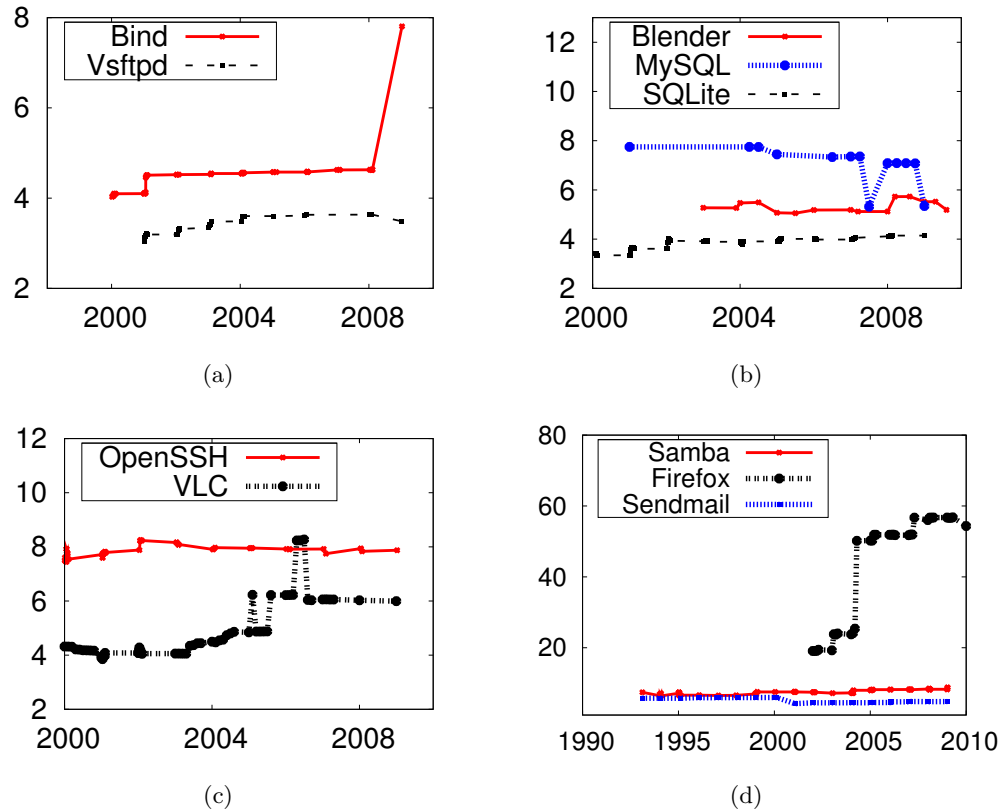 8
6
4
2
Bind
Vsftpd
2000 2004 2008
(a)
12
10
8
6
4
2
Blender
MySQL
SQLite
2000 2004 2008
(b)
12
10
8
6
4
2
OpenSSH
VLC
2000 2004 2008
(c)
80
60
40
20
Samba
Firefox
Sendmail
1990 1995 2000 2005 2010
(d)